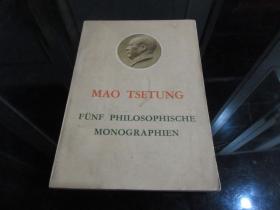 MAO TSETUNG
FÜNF PHILOSOPHISCHE
MONOGRAPHIEN